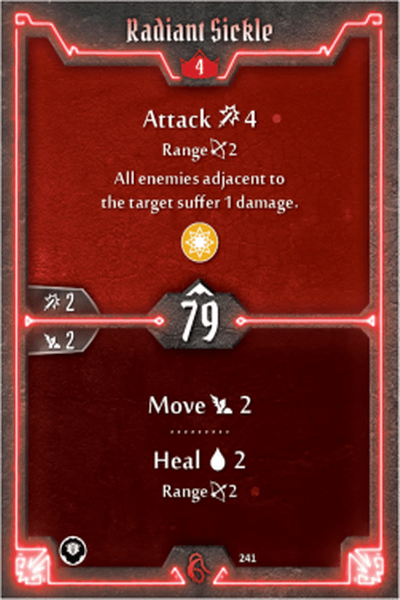 Radiant Sickle
4
Attack 4
Range 2
All enemies adjacent to
the target suffer 1 damage.
2
79
2
Move 2
Heal 2
Range 2
241